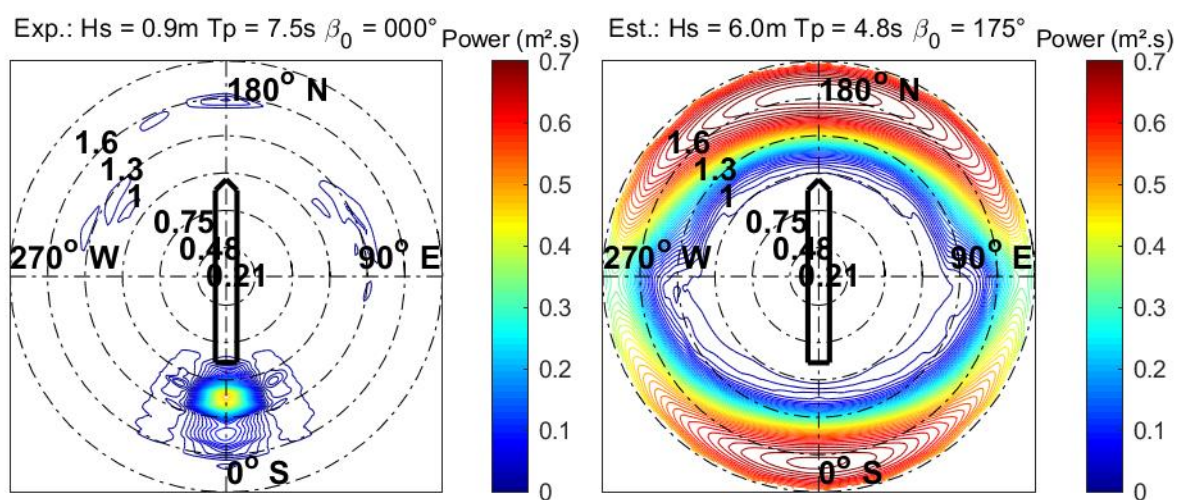 Exp.: Hs = 0.9m Tp = 7.5s β₀ = 000°
Power (m².s)
180° N
1.6
1.3
1
0.75
0.48
0.21
270° W
90° E
0° S
0.7
0.6
0.5
0.4
0.3
0.2
0.1
0
Est.: Hs = 6.0m Tp = 4.8s β₀ = 175°
Power (m².s)
180° N
1.6
1.3
1
0.75
0.48
0.21
270° W
90° E
0° S
0.7
0.6
0.5
0.4
0.3
0.2
0.1
0